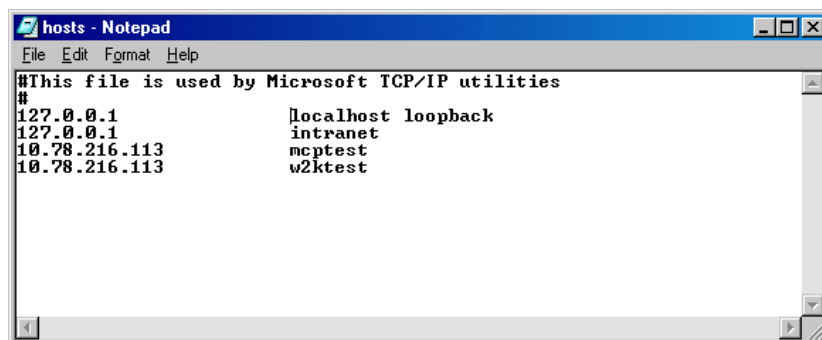 hosts - Notepad
File Edit Format Help
#This file is used by Microsoft TCP/IP utilities
#
127.0.0.1 localhost loopback
127.0.0.1 intranet
10.78.216.113 mcptest
10.78.216.113 w2ktest